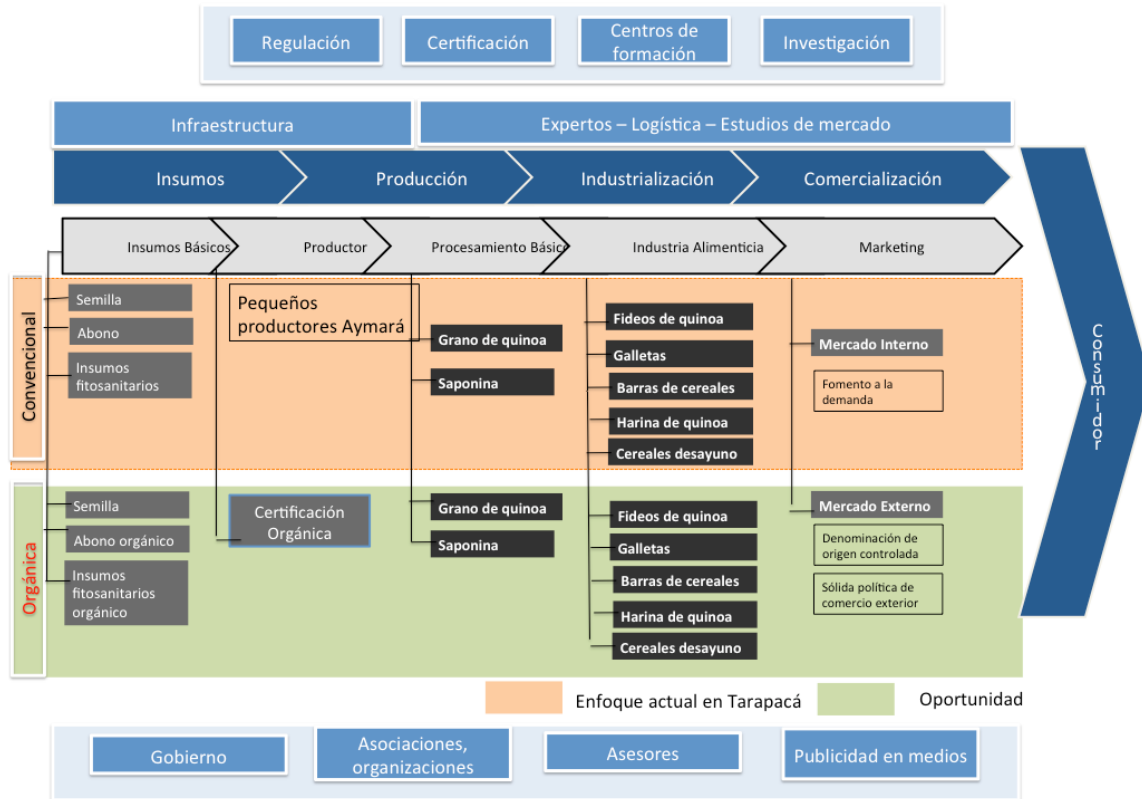 Regulación
Certificación
Centros de
formación
Investigación
Infraestructura
Expertos – Logística – Estudios de mercado
Insumos
Producción
Industrialización
Comercialización
Insumos Básicos
Productor
Procesamiento Básico
Industria Alimenticia
Marketing
Consumidor
Convencional
Semilla
Abono
Insumos
fitosanitarios
Pequeños
productores Aymará
Grano de quinoa
Saponina
Fideos de quinoa
Galletas
Barras de cereales
Harina de quinoa
Cereales desayuno
Mercado Interno
Fomento a la
demanda
Orgánica
Semilla
Abono orgánico
Insumos
fitosanitarios
orgánico
Certificación
Orgánica
Grano de quinoa
Saponina
Fideos de quinoa
Galletas
Barras de cereales
Harina de quinoa
Cereales desayuno
Mercado Externo
Denominación de
origen controlada
Sólida política de
comercio exterior
Enfoque actual en Tarapacá
Oportunidad
Gobierno
Asociaciones,
organizaciones
Asesores
Publicidad en medios